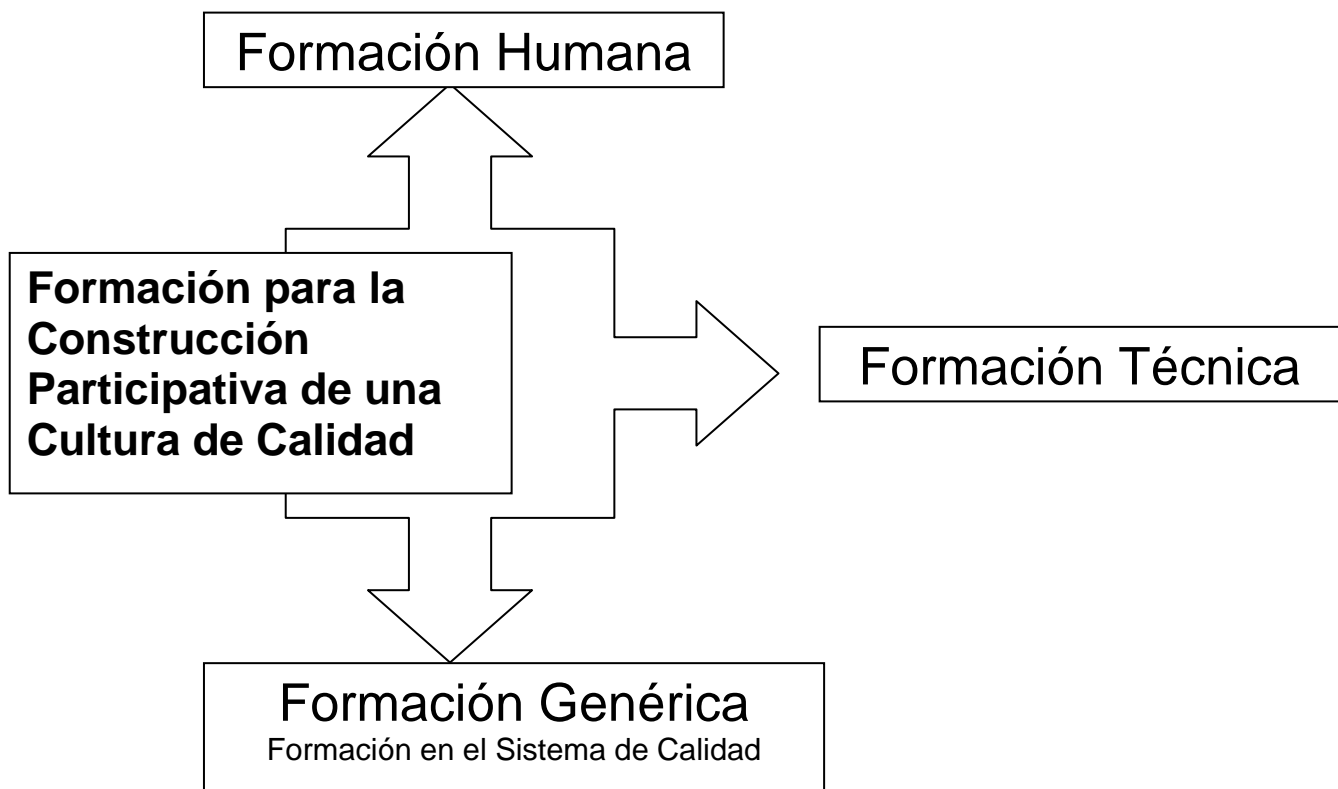 Formación Humana
Formación para la
Construcción
Participativa de una
Cultura de Calidad
Formación Técnica
Formación Genérica
Formación en el Sistema de Calidad